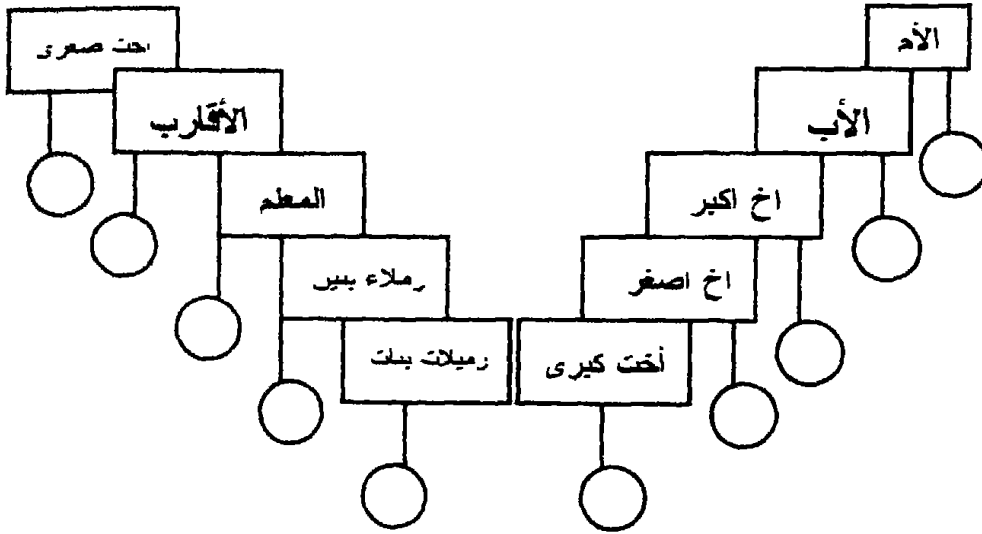 الأم
الأب
اخ اكبر
اخ اصغر
أخت كبرى
اخت صغرى
الأقارب
المعلم
زملاء بنين
زميلات بنات